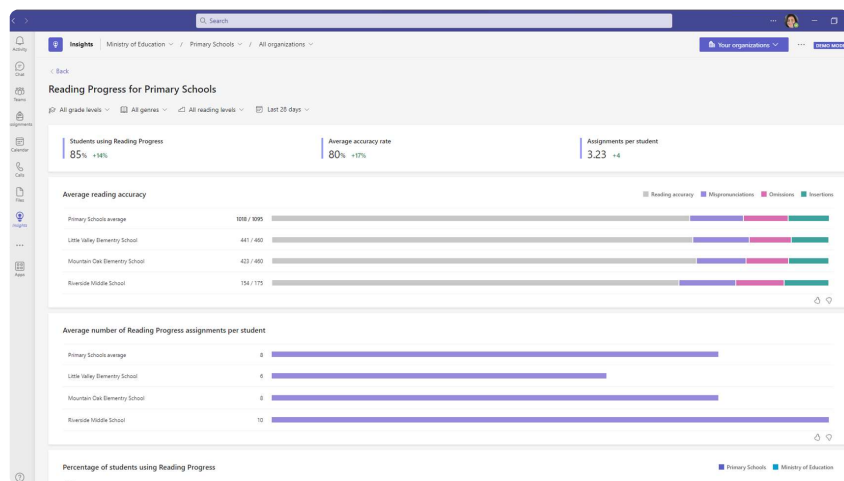 Search
Activity
Chat
Teams
Assignments
Calendar
Calls
Files
Insights
Apps
Insights Ministry of Education / Primary Schools / All organizations
Your organizations
DEMO MODE
< Back
Reading Progress for Primary Schools
All grade levels All genres All reading levels Last 28 days
Students using Reading Progress
85% +14%
Average accuracy rate
80% +17%
Assignments per student
3.23 +4
Average reading accuracy
Reading accuracy Mispronunciations Omissions Insertions
Primary Schools average 1018 / 1095
Little Valley Elementry School 441 / 460
Mountain Oak Elementry School 423 / 460
Riverside Middle School 154 / 175
Average number of Reading Progress assignments per student
Primary Schools average 8
Little Valley Elementry School 6
Mountain Oak Elementry School 8
Riverside Middle School 10
Percentage of students using Reading Progress
Primary Schools Ministry of Education